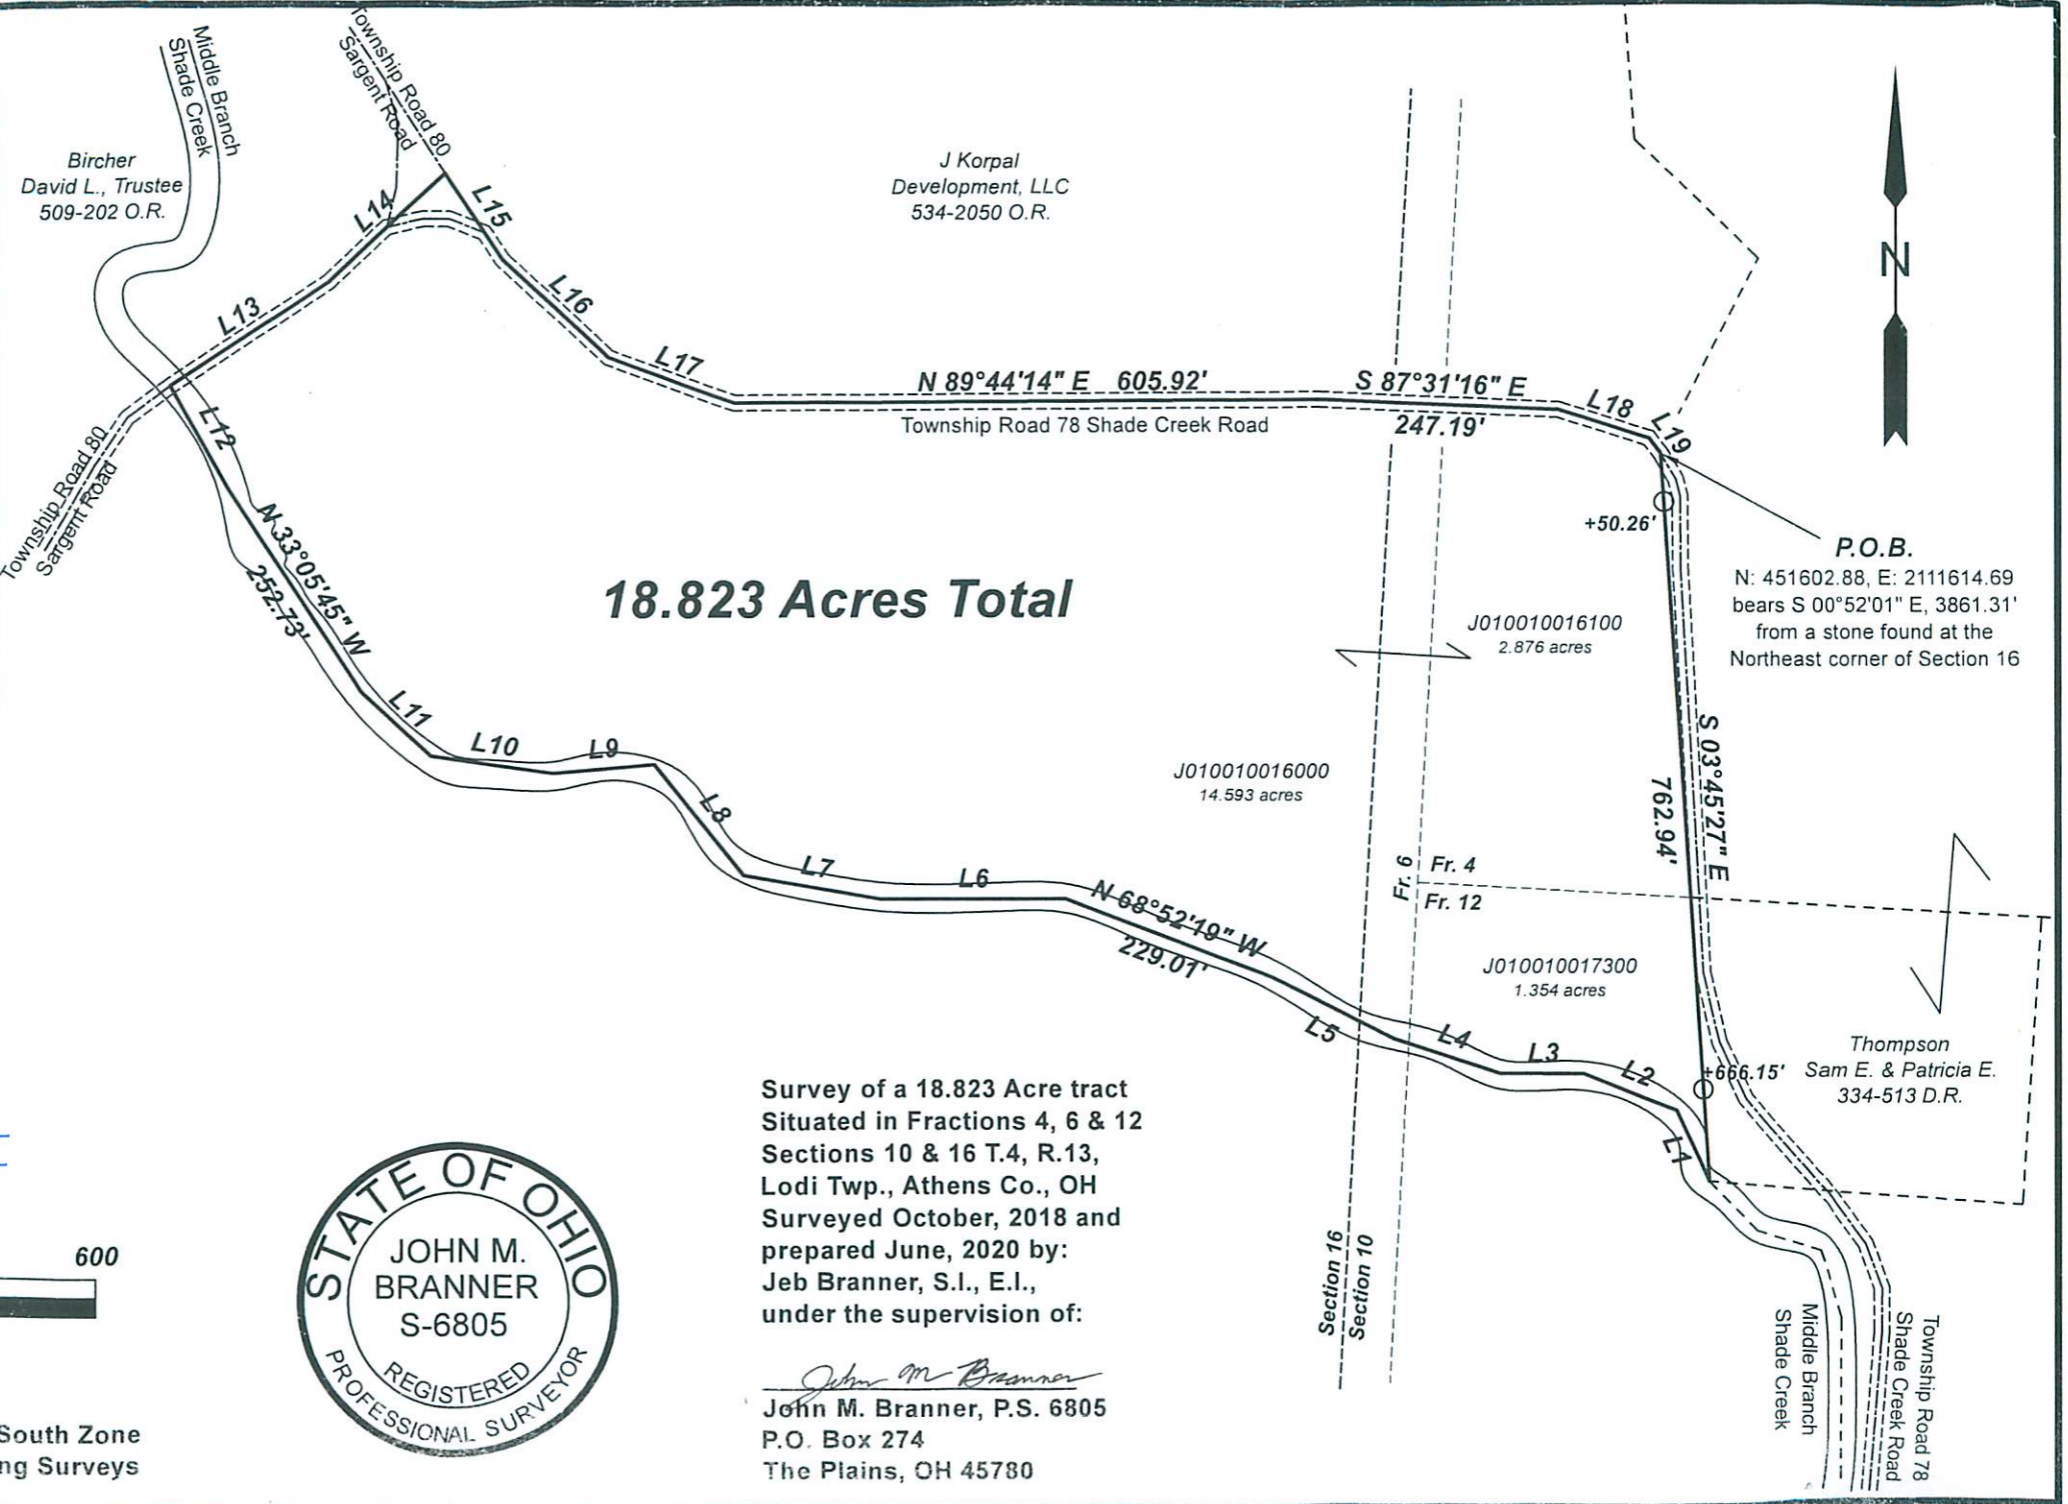 Middle Branch
Shade Creek
Township Road 80
Sargent Road
Bircher
David L., Trustee
509-202 O.R.
J Korpal
Development, LLC
534-2050 O.R.
N
L14
L15
L13
L16
L17
L12
N 89°44'14" E 605.92'
Township Road 78 Shade Creek Road
S 87°31'16" E
247.19'
L18
L19
Township Road 80
Sargent Road
+50.26'
P.O.B.
N: 451602.88, E: 2111614.69
bears S 00°52'01" E, 3861.31'
from a stone found at the
Northeast corner of Section 16
N 33°05'45" W
252.73'
18.823 Acres Total
J010010016100
2.876 acres
S 03°45'27" E
762.94'
L11
L10
L9
L8
J010010016000
14.593 acres
L7
L6
N 68°52'19" W
229.01'
Fr. 6
Fr. 4
Fr. 12
J010010017300
1.354 acres
L5
L4
L3
L2
L1
+666.15'
Thompson
Sam E. & Patricia E.
334-513 D.R.
Section 16
Section 10
Middle Branch
Shade Creek
Township Road 78
Shade Creek Road
600
South Zone
ng Surveys
STATE OF OHIO
JOHN M.
BRANNER
S-6805
REGISTERED
PROFESSIONAL SURVEYOR
Survey of a 18.823 Acre tract
Situated in Fractions 4, 6 & 12
Sections 10 & 16 T.4, R.13,
Lodi Twp., Athens Co., OH
Surveyed October, 2018 and
prepared June, 2020 by:
Jeb Branner, S.I., E.I.,
under the supervision of:
John M Branner
John M. Branner, P.S. 6805
P.O. Box 274
The Plains, OH 45780